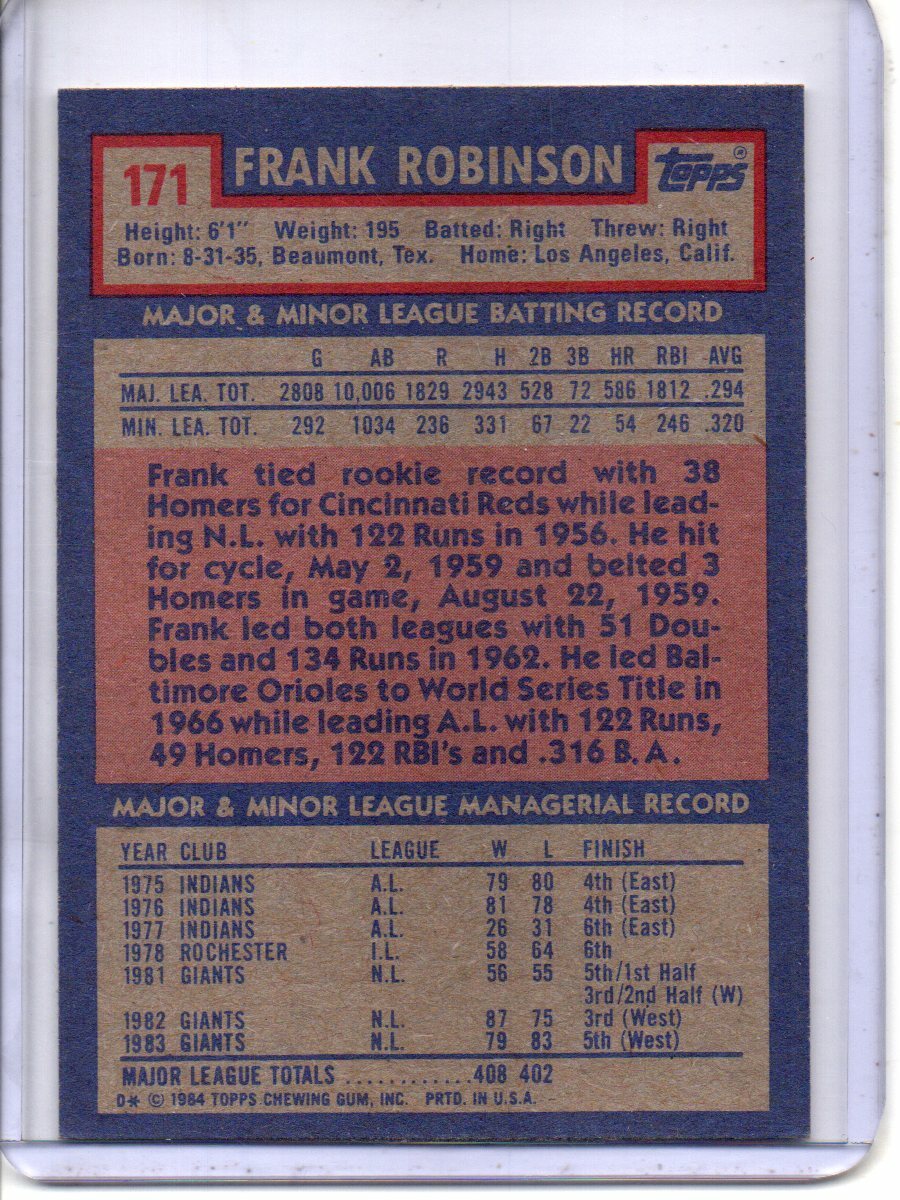 171 FRANK ROBINSON topps®
Height: 6'1" Weight: 195 Batted: Right Threw: Right
Born: 8-31-35, Beaumont, Tex. Home: Los Angeles, Calif.
MAJOR & MINOR LEAGUE BATTING RECORD
G AB R H 2B 3B HR RBI AVG
MAJ. LEA. TOT. 2808 10,006 1829 2943 528 72 586 1812 .294
MIN. LEA. TOT. 292 1034 236 331 67 22 54 246 .320
Frank tied rookie record with 38
Homers for Cincinnati Reds while lead-
ing N.L. with 122 Runs in 1956. He hit
for cycle, May 2, 1959 and belted 3
Homers in game, August 22, 1959.
Frank led both leagues with 51 Dou-
bles and 134 Runs in 1962. He led Bal-
timore Orioles to World Series Title in
1966 while leading A.L. with 122 Runs,
49 Homers, 122 RBI's and .316 B.A.
MAJOR & MINOR LEAGUE MANAGERIAL RECORD
YEAR CLUB LEAGUE W L FINISH
1975 INDIANS A.L. 79 80 4th (East)
1976 INDIANS A.L. 81 78 4th (East)
1977 INDIANS A.L. 26 31 6th (East)
1978 ROCHESTER I.L. 58 64 6th
1981 GIANTS N.L. 56 55 5th/1st Half
3rd/2nd Half (W)
1982 GIANTS N.L. 87 75 3rd (West)
1983 GIANTS N.L. 79 83 5th (West)
MAJOR LEAGUE TOTALS ............408 402
D* © 1984 TOPPS CHEWING GUM, INC. PRTD. IN U.S.A.